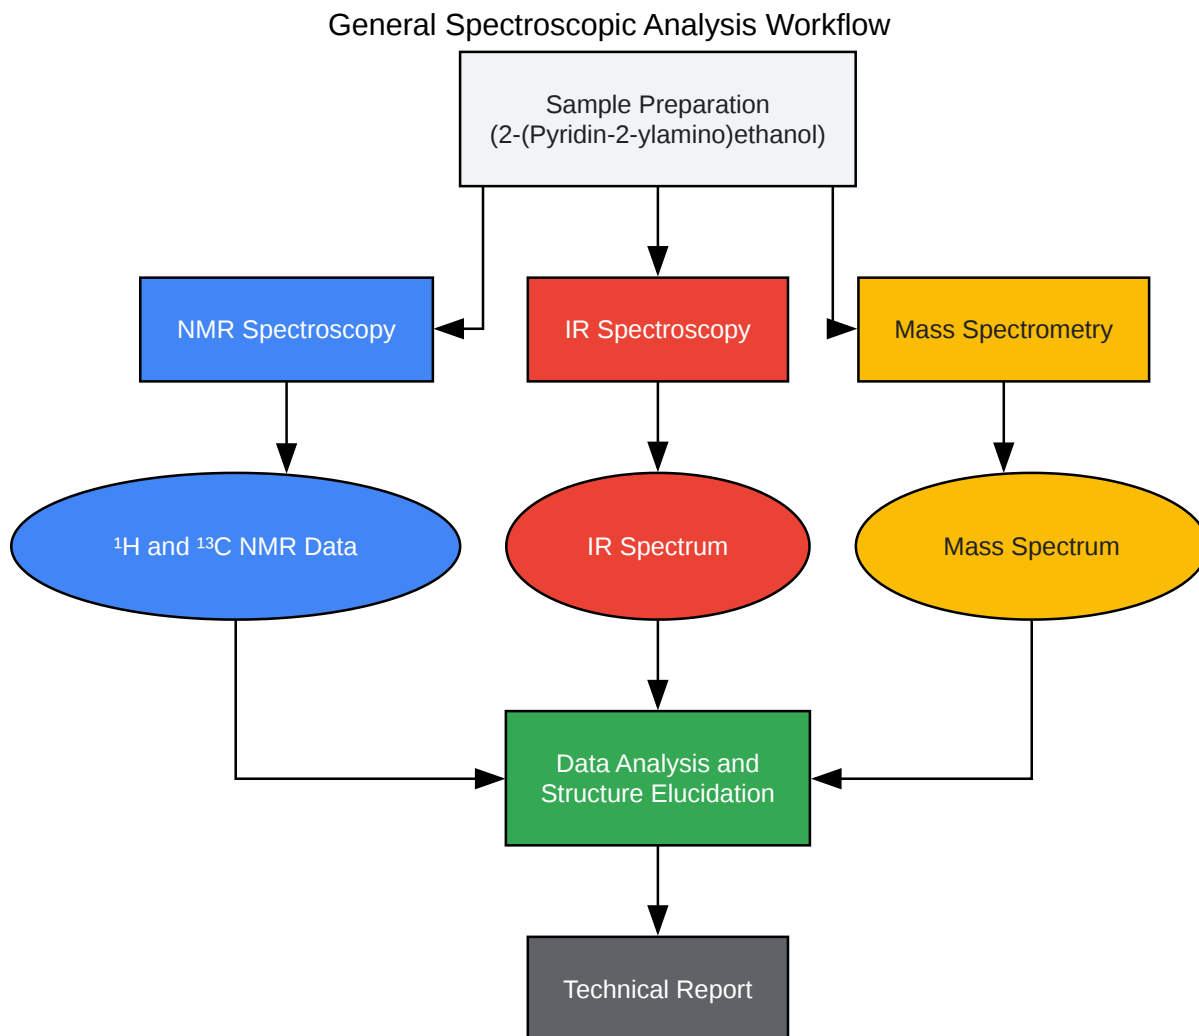 General Spectroscopic Analysis Workflow
Sample Preparation
(2-(Pyridin-2-ylamino)ethanol)
NMR Spectroscopy
IR Spectroscopy
Mass Spectrometry
¹H and ¹³C NMR Data
IR Spectrum
Mass Spectrum
Data Analysis and
Structure Elucidation
Technical Report